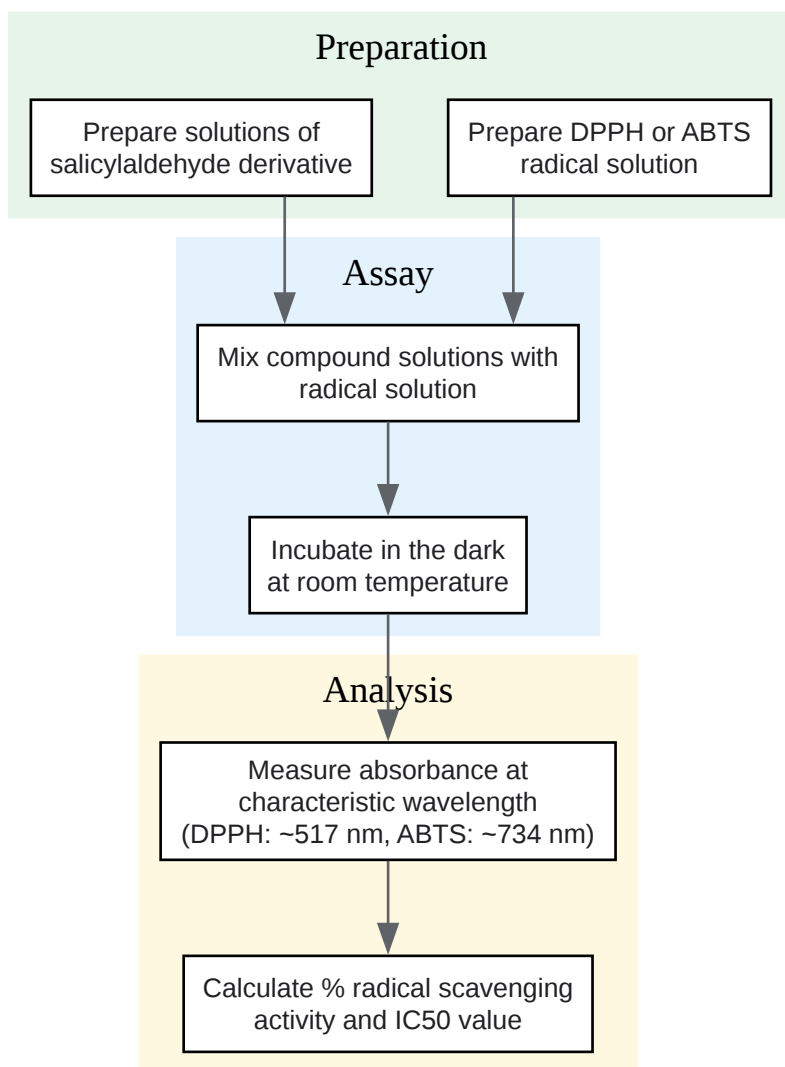 Preparation
Prepare solutions of
salicylaldehyde derivative
Prepare DPPH or ABTS
radical solution
Assay
Mix compound solutions with
radical solution
Incubate in the dark
at room temperature
Analysis
Measure absorbance at
characteristic wavelength
(DPPH: ~517 nm, ABTS: ~734 nm)
Calculate % radical scavenging
activity and IC50 value